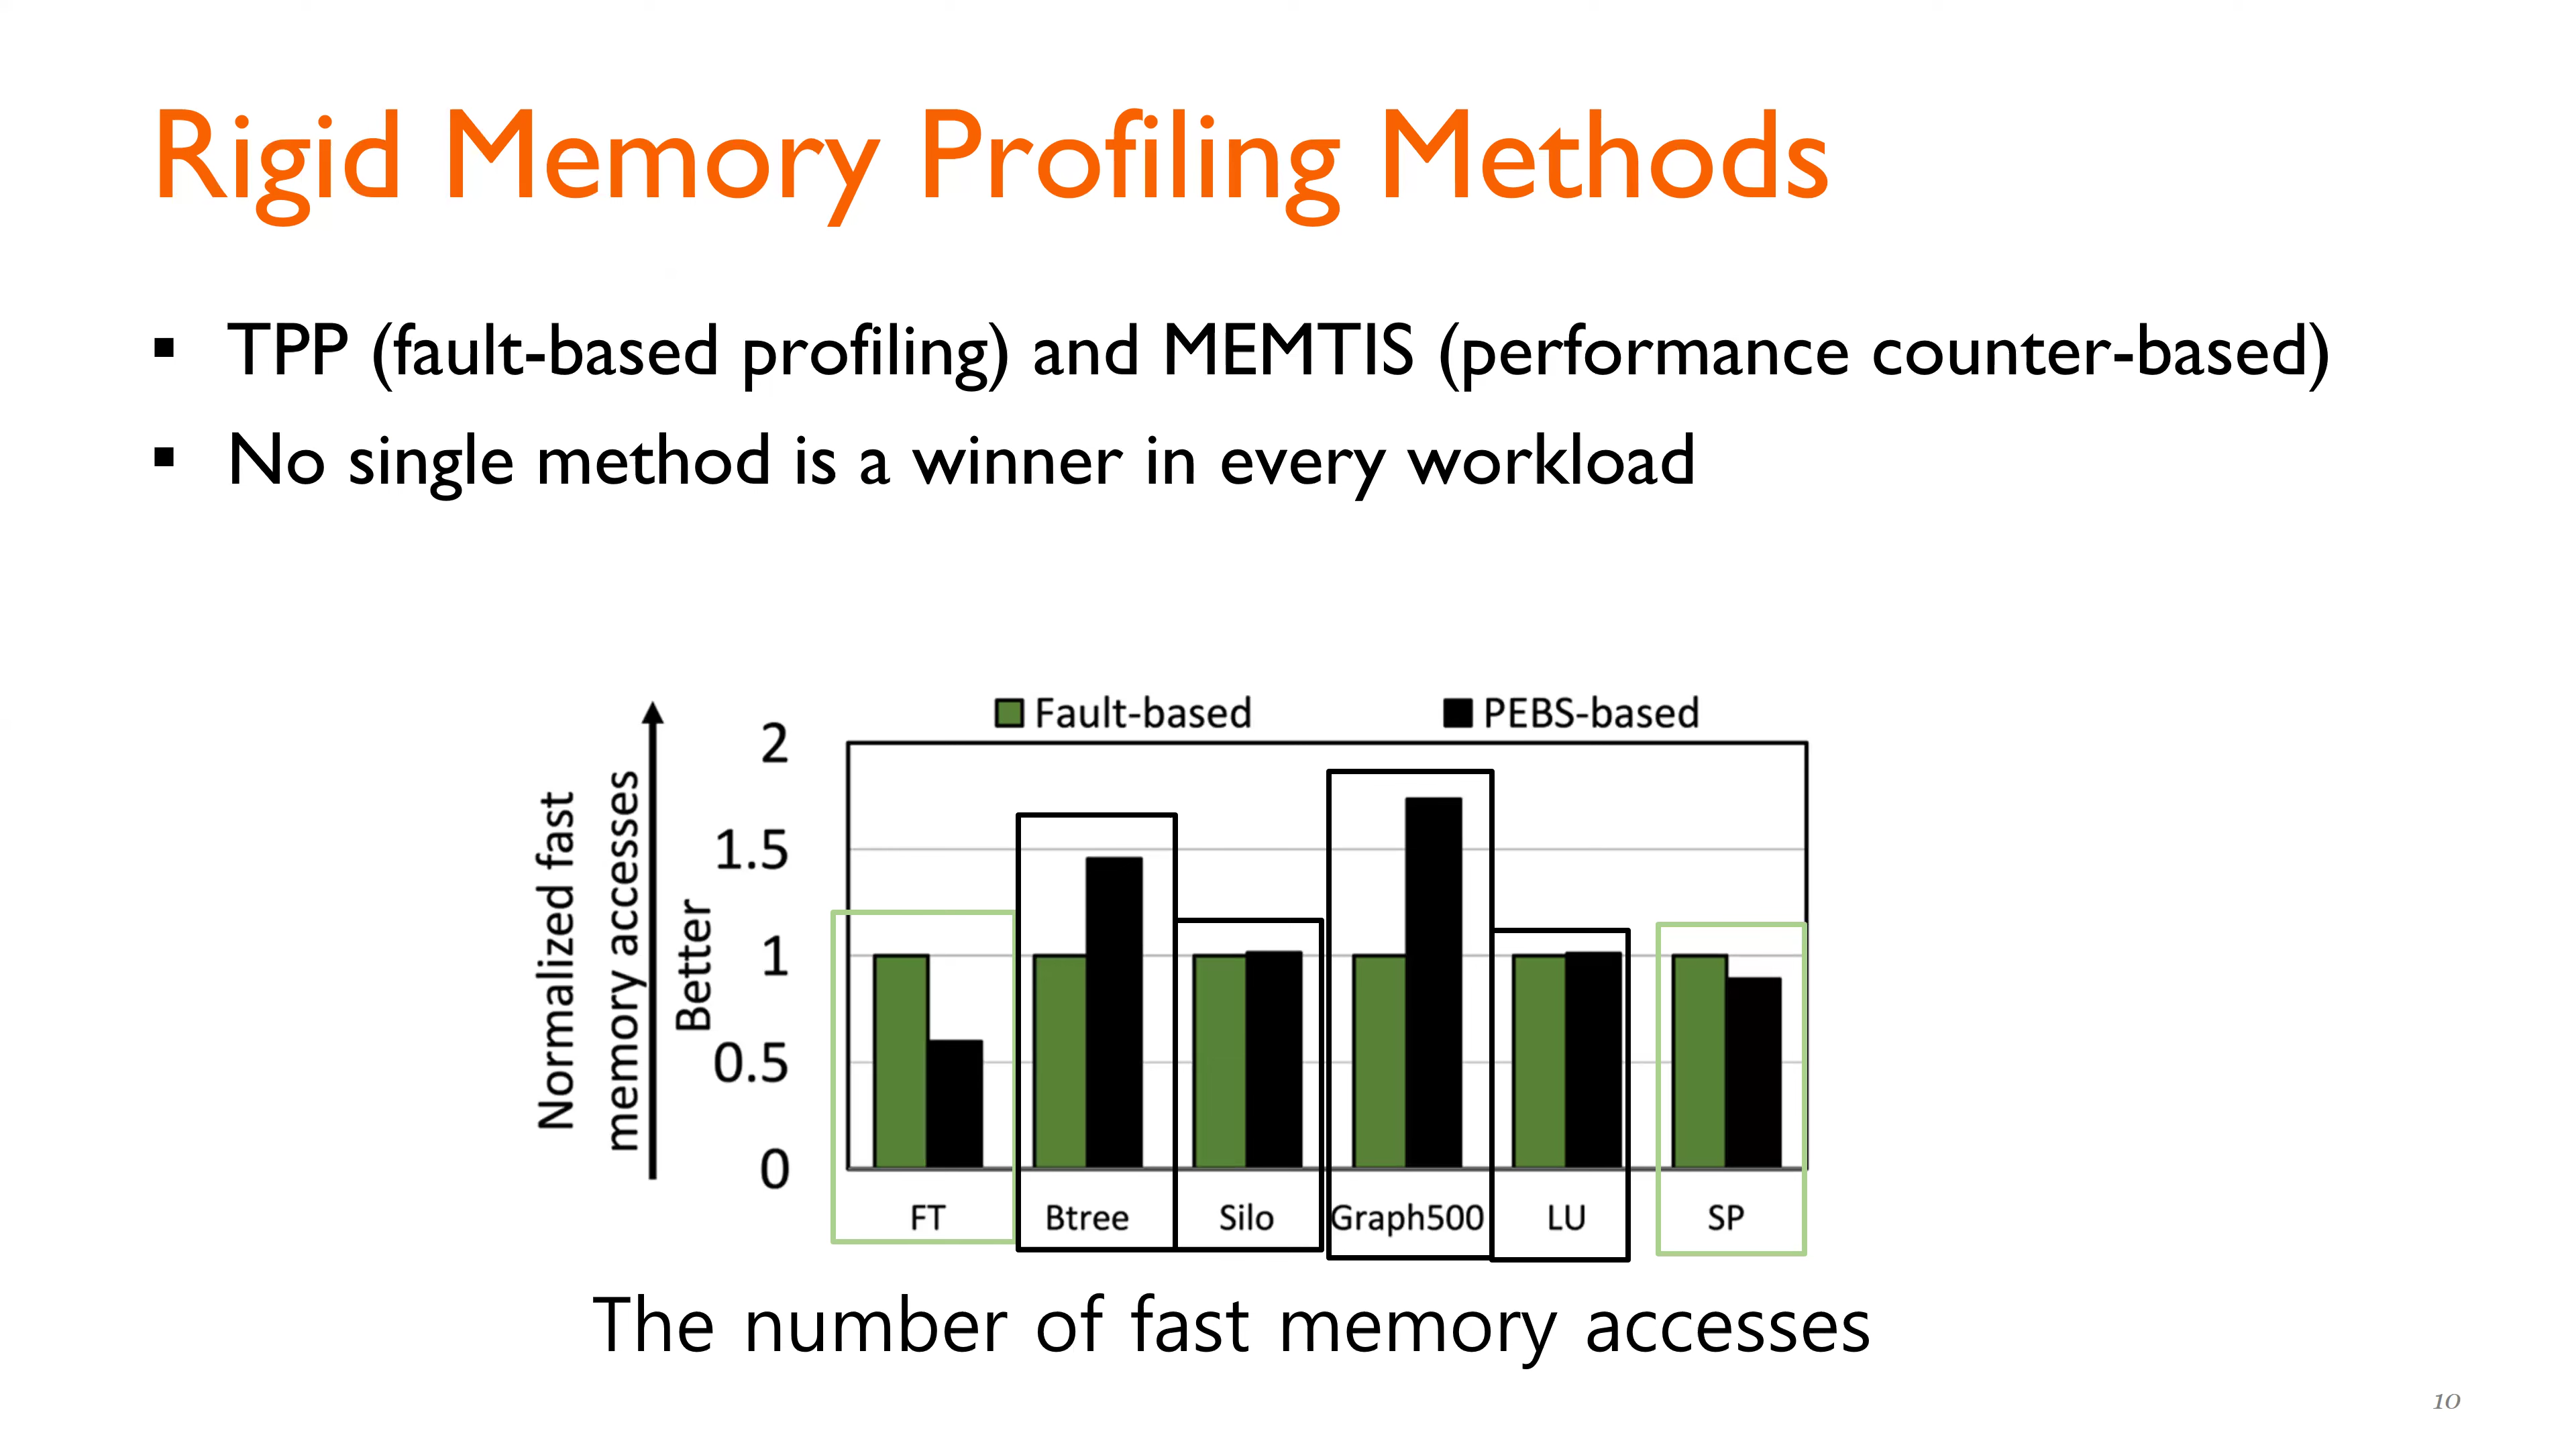 Rigid Memory Profiling Methods
▪ TPP (fault-based profiling) and MEMTIS (performance counter-based)
▪ No single method is a winner in every workload
Fault-based PEBS-based
Normalized fast
memory accesses
Better
2
1.5
1
0.5
0
FT Btree Silo Graph500 LU SP
The number of fast memory accesses
10